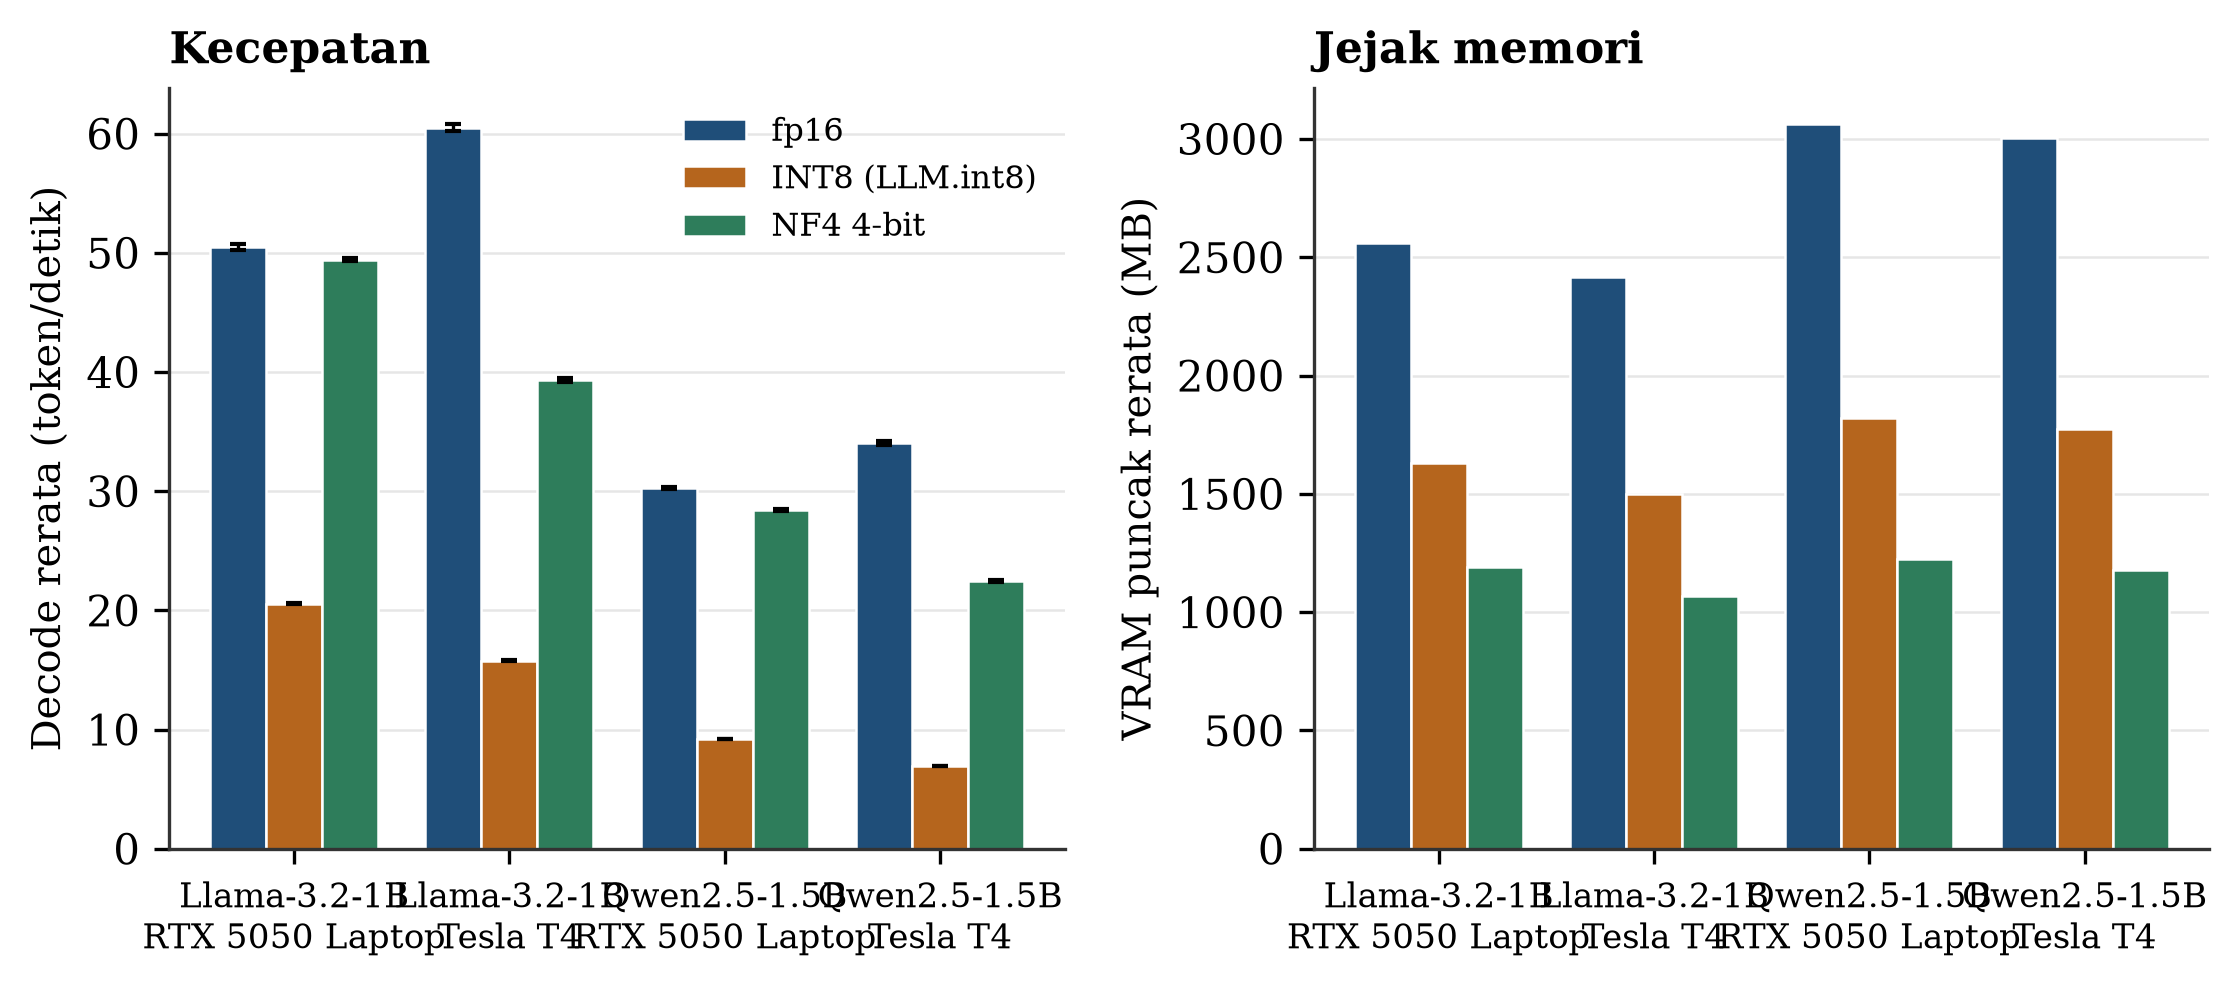 Kecepatan
Decode rerata (token/detik)
60
50
40
30
20
10
0
fp16
INT8 (LLM.int8)
NF4 4-bit
Llama-3.2-1B
RTX 5050 Laptop
Llama-3.2-1B
Tesla T4
Qwen2.5-1.5B
RTX 5050 Laptop
Qwen2.5-1.5B
Tesla T4
Jejak memori
VRAM puncak rerata (MB)
3000
2500
2000
1500
1000
500
0
Llama-3.2-1B
RTX 5050 Laptop
Llama-3.2-1B
Tesla T4
Qwen2.5-1.5B
RTX 5050 Laptop
Qwen2.5-1.5B
Tesla T4